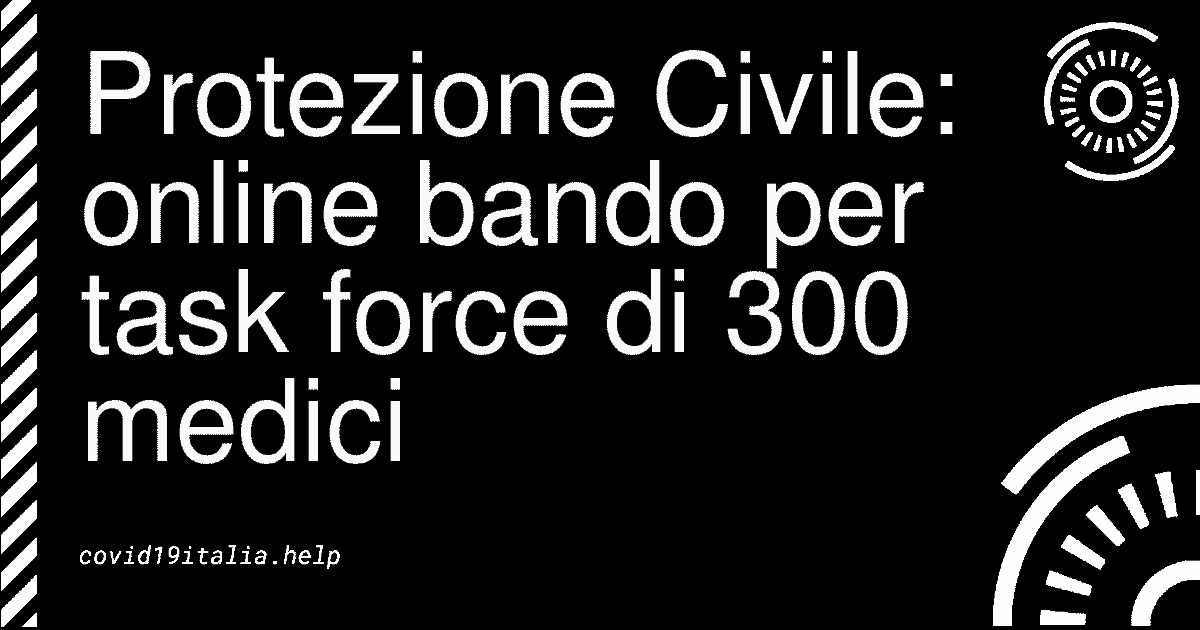 Protezione Civile:
online bando per
task force di 300
medici
covid19italia.help